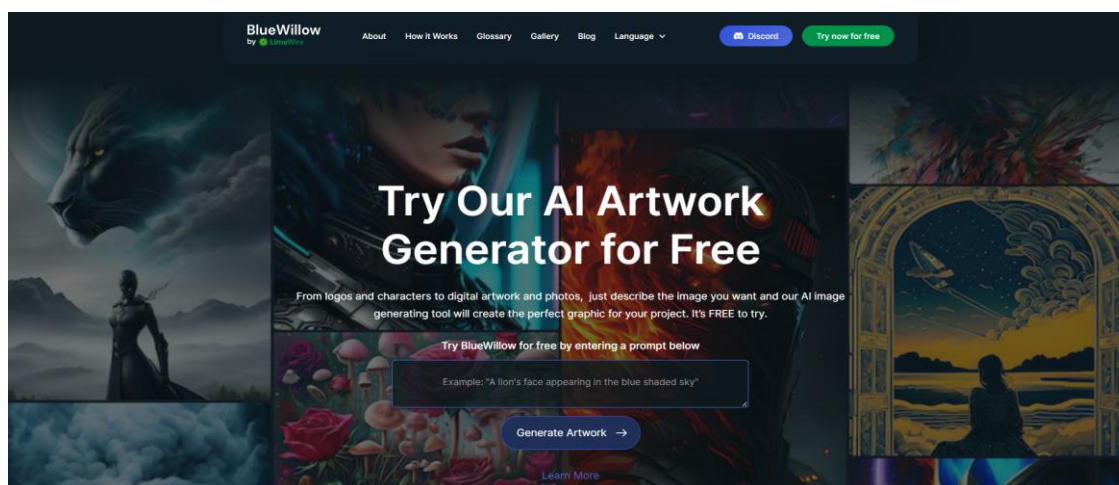 BlueWillow
by LimeWire
About
How it Works
Glossary
Gallery
Blog
Language
Discord
Try now for free
Try Our AI Artwork
Generator for Free
From logos and characters to digital artwork and photos, just describe the image you want and our AI image
generating tool will create the perfect graphic for your project. It's FREE to try.
Try BlueWillow for free by entering a prompt below
Example: "A lion's face appearing in the blue shaded sky"
Generate Artwork →
Learn More